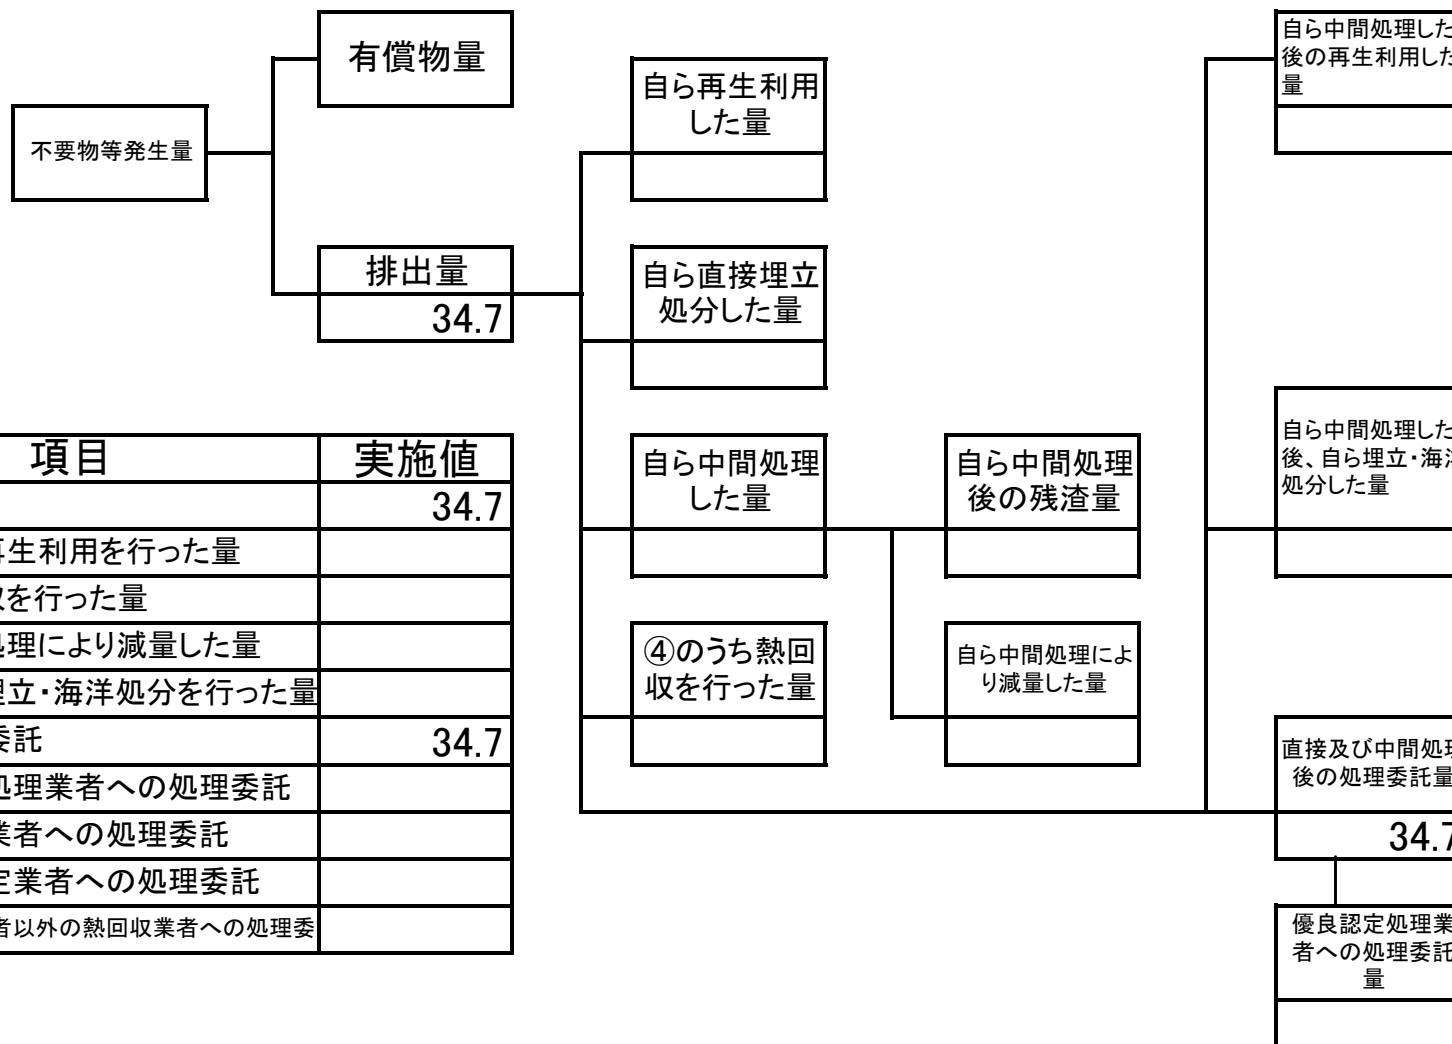 有償物量
不要物等発生量
排出量
34.7
自ら再生利用
した量
自ら直接埋立
処分した量
自ら中間処理
した量
④のうち熱回
収を行った量
自ら中間処理
後の残渣量
自ら中間処理によ
り減量した量
自ら中間処理した
後の再生利用した
量
自ら中間処理した
後、自ら埋立・海洋
処分した量
直接及び中間処理
後の処理委託量
34.7
優良認定処理業
者への処理委託
量
項目 実施値
34.7
再生利用を行った量
を行った量
処理により減量した量
埋立・海洋処分を行った量
委託 34.7
処理業者への処理委託
業者への処理委託
定業者への処理委託
者以外の熱回収業者への処理委